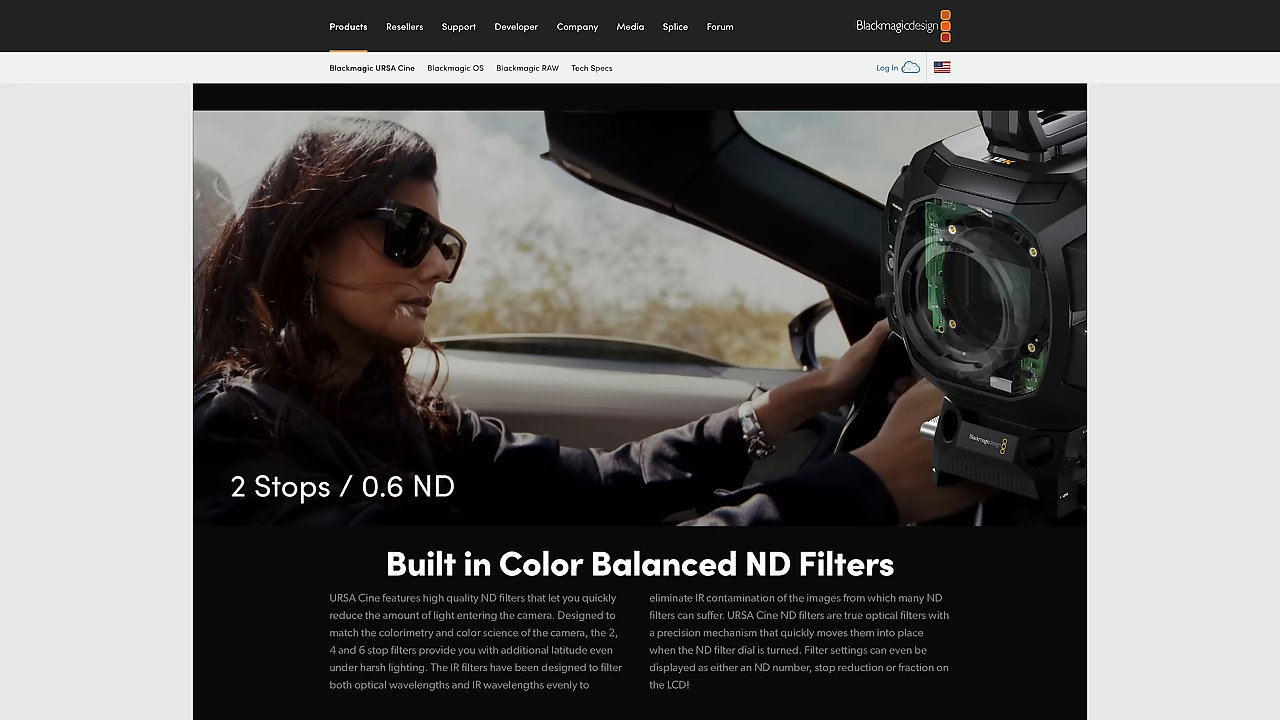 Products Resellers Support Developer Company Media Splice Forum
Blackmagicdesign
Blackmagic URSA Cine Blackmagic OS Blackmagic RAW Tech Specs
Log In
12K
Blackmagicdesign
2 Stops / 0.6 ND
Built in Color Balanced ND Filters
URSA Cine features high quality ND filters that let you quickly
reduce the amount of light entering the camera. Designed to
match the colorimetry and color science of the camera, the 2,
4 and 6 stop filters provide you with additional latitude even
under harsh lighting. The IR filters have been designed to filter
both optical wavelengths and IR wavelengths evenly to
eliminate IR contamination of the images from which many ND
filters can suffer. URSA Cine ND filters are true optical filters with
a precision mechanism that quickly moves them into place
when the ND filter dial is turned. Filter settings can even be
displayed as either an ND number, stop reduction or fraction on
the LCD!